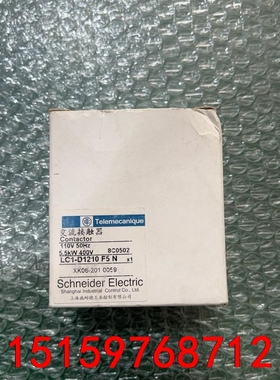 Telemecanique
交流接触器
Contactor
110V 50Hz
5.5kW 400V 8C0502
LC1-D1210 F5 N x1
XK06-201 0059
Schneider Electric
Shanghai Industrial Control Co., Ltd
15159768712